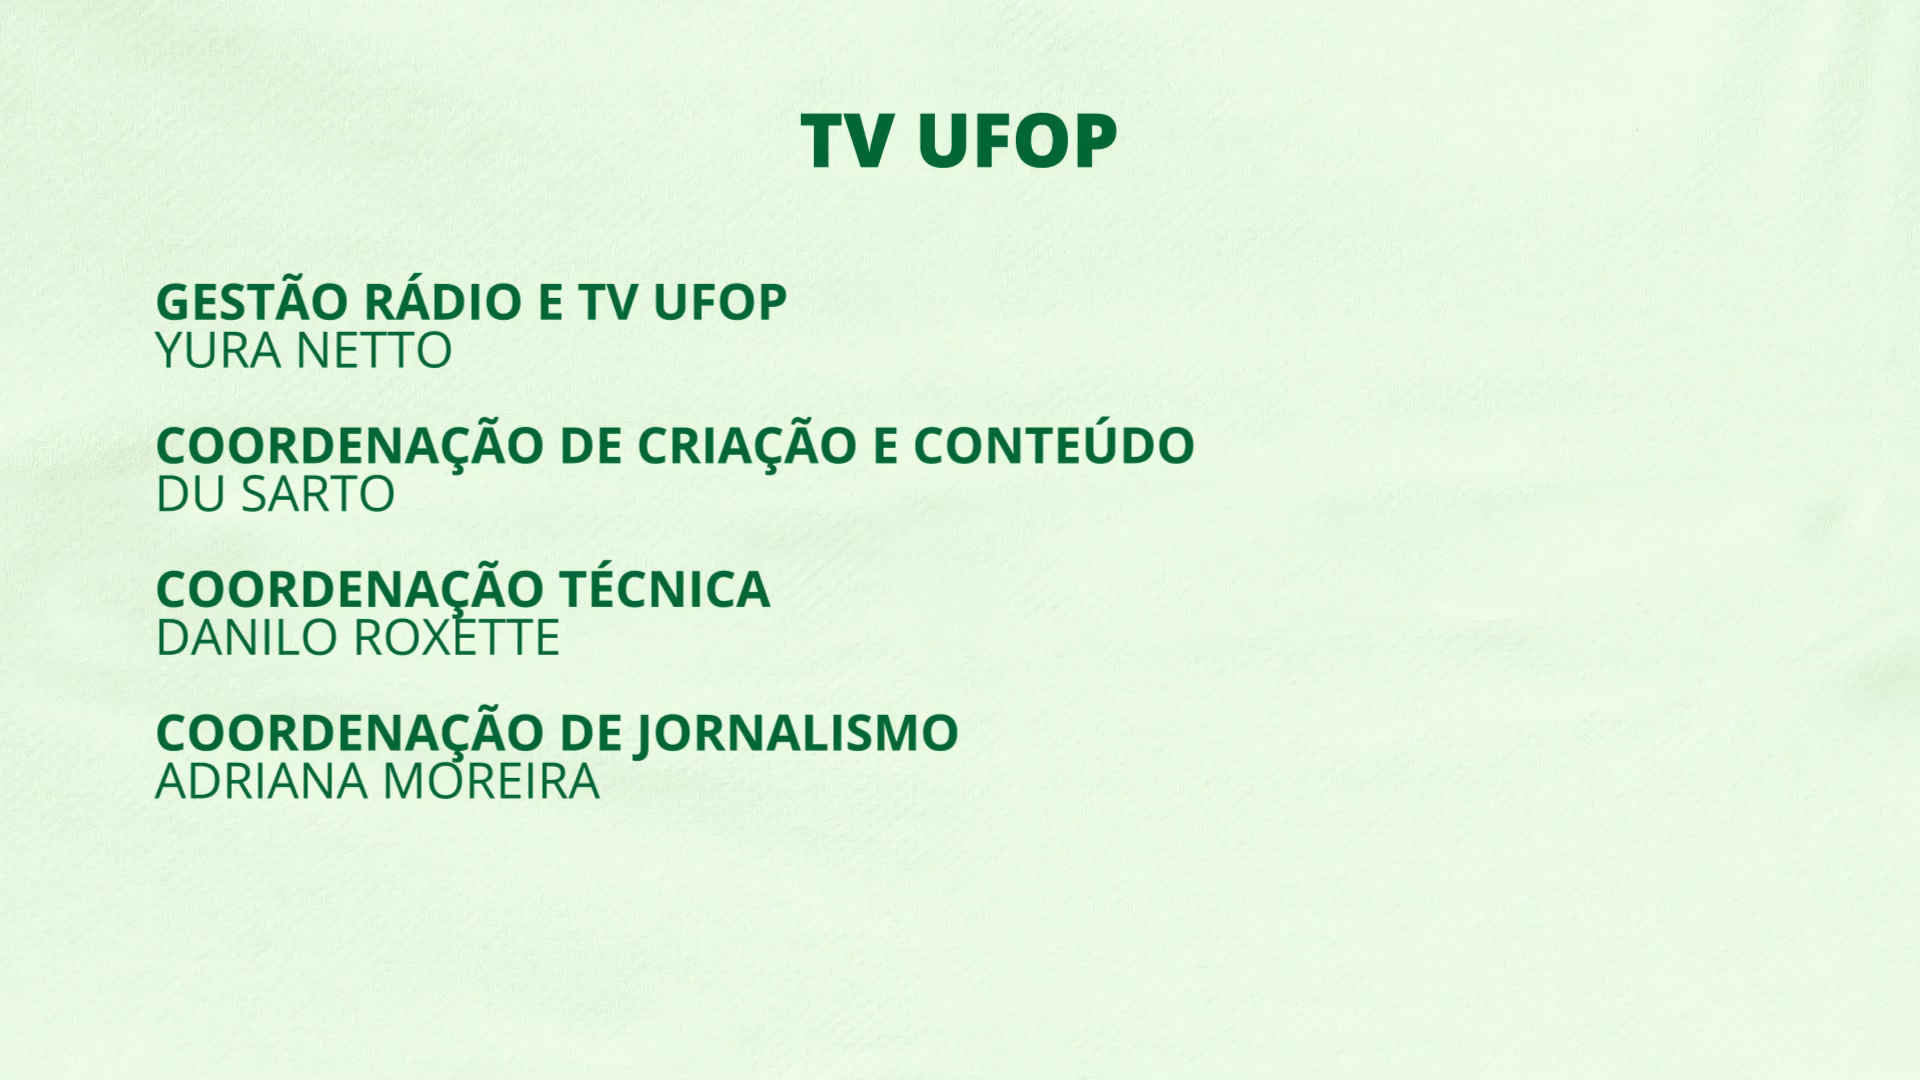 TV UFOP
GESTÃO RÁDIO E TV UFOP
YURA NETTO
COORDENAÇÃO DE CRIAÇÃO E CONTEÚDO
DU SARTO
COORDENAÇÃO TÉCNICA
DANILO ROXETTE
COORDENAÇÃO DE JORNALISMO
ADRIANA MOREIRA